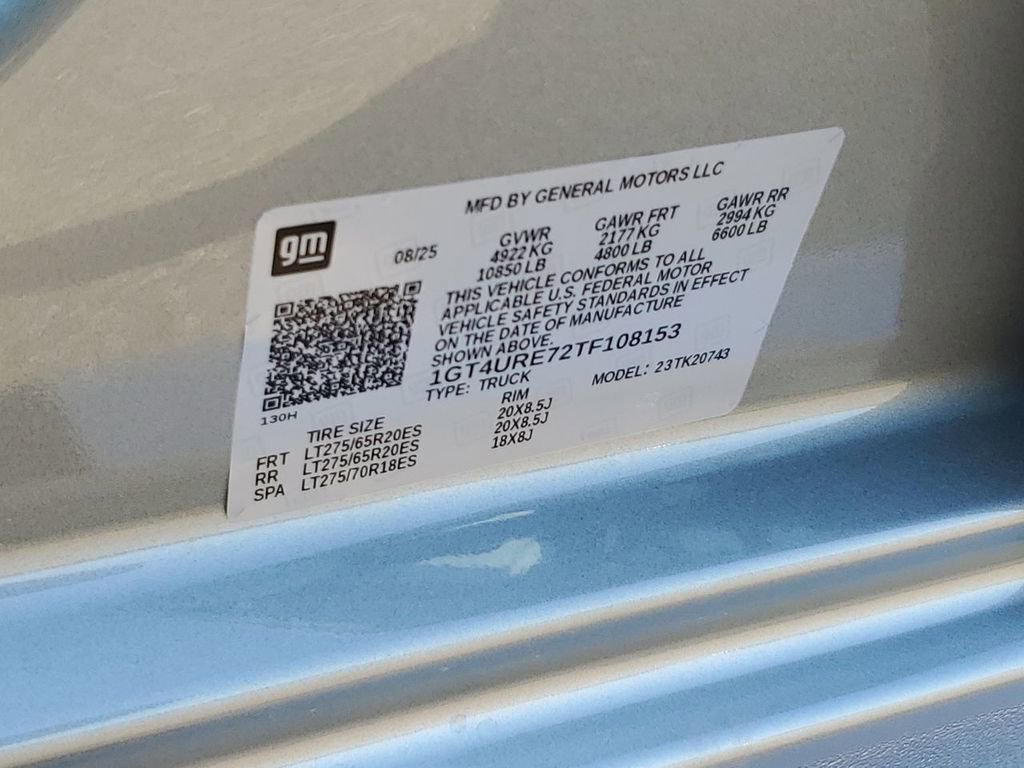 MFD BY GENERAL MOTORS LLC
gm
08/25
GVWR GAWR FRT GAWR RR
4922 KG 2177 KG 2994 KG
10850 LB 4800 LB 6600 LB
THIS VEHICLE CONFORMS TO ALL
APPLICABLE U.S. FEDERAL MOTOR
VEHICLE SAFETY STANDARDS IN EFFECT
ON THE DATE OF MANUFACTURE
SHOWN ABOVE.
1GT4URE72TF108153
TYPE: TRUCK MODEL: 23TK20743
130H
TIRE SIZE RIM
FRT LT275/65R20ES 20X8.5J
RR LT275/65R20ES 20X8.5J
SPA LT275/70R18ES 18X8J